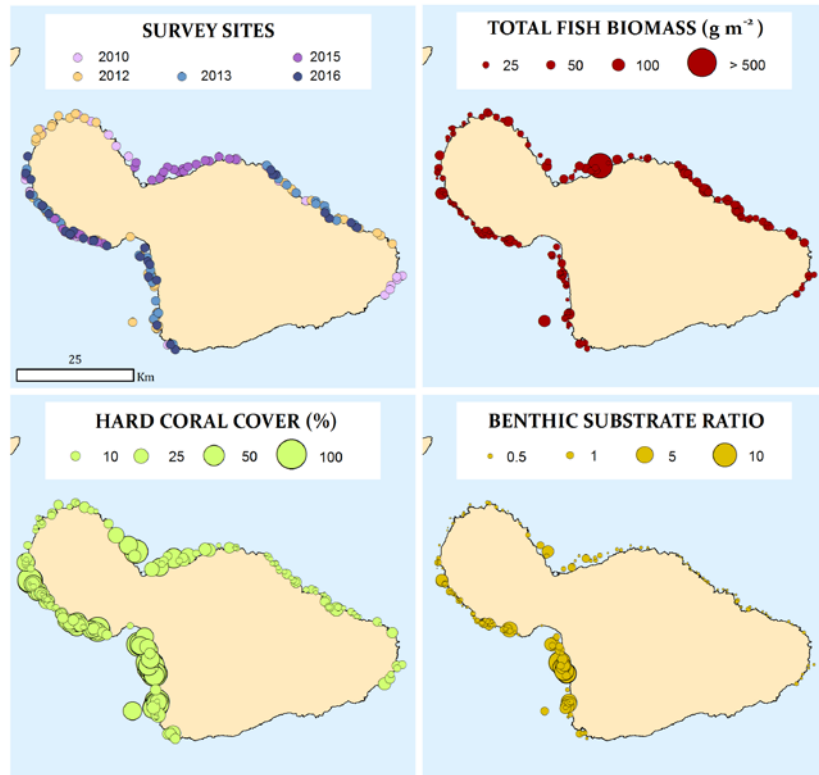 SURVEY SITES
2010 2015
2012 2013 2016
25
Km
TOTAL FISH BIOMASS (g m⁻²)
25 50 100 > 500
HARD CORAL COVER (%)
10 25 50 100
BENTHIC SUBSTRATE RATIO
0.5 1 5 10